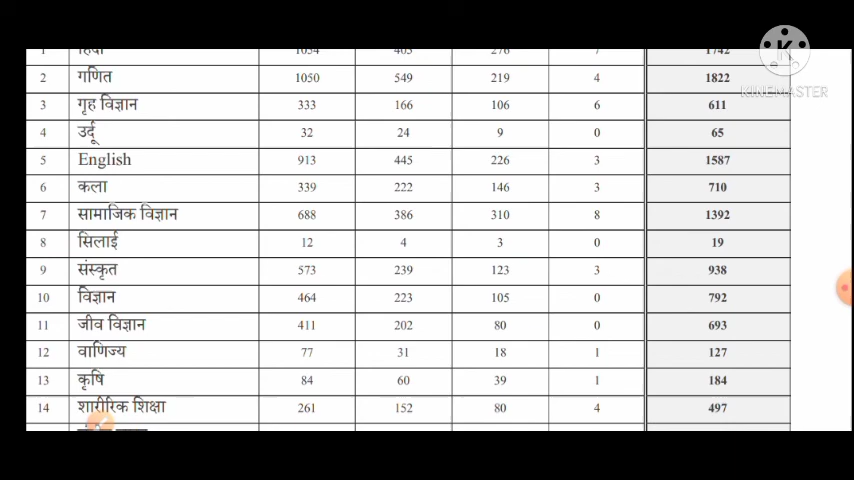 1 हिंदी 1054 405 276 7 1742
2 गणित 1050 549 219 4 1822
3 गृह विज्ञान 333 166 106 6 611
4 उर्दू 32 24 9 0 65
5 English 913 445 226 3 1587
6 कला 339 222 146 3 710
7 सामाजिक विज्ञान 688 386 310 8 1392
8 सिलाई 12 4 3 0 19
9 संस्कृत 573 239 123 3 938
10 विज्ञान 464 223 105 0 792
11 जीव विज्ञान 411 202 80 0 693
12 वाणिज्य 77 31 18 1 127
13 कृषि 84 60 39 1 184
14 शारीरिक शिक्षा 261 152 80 4 497
K
KINEMASTER